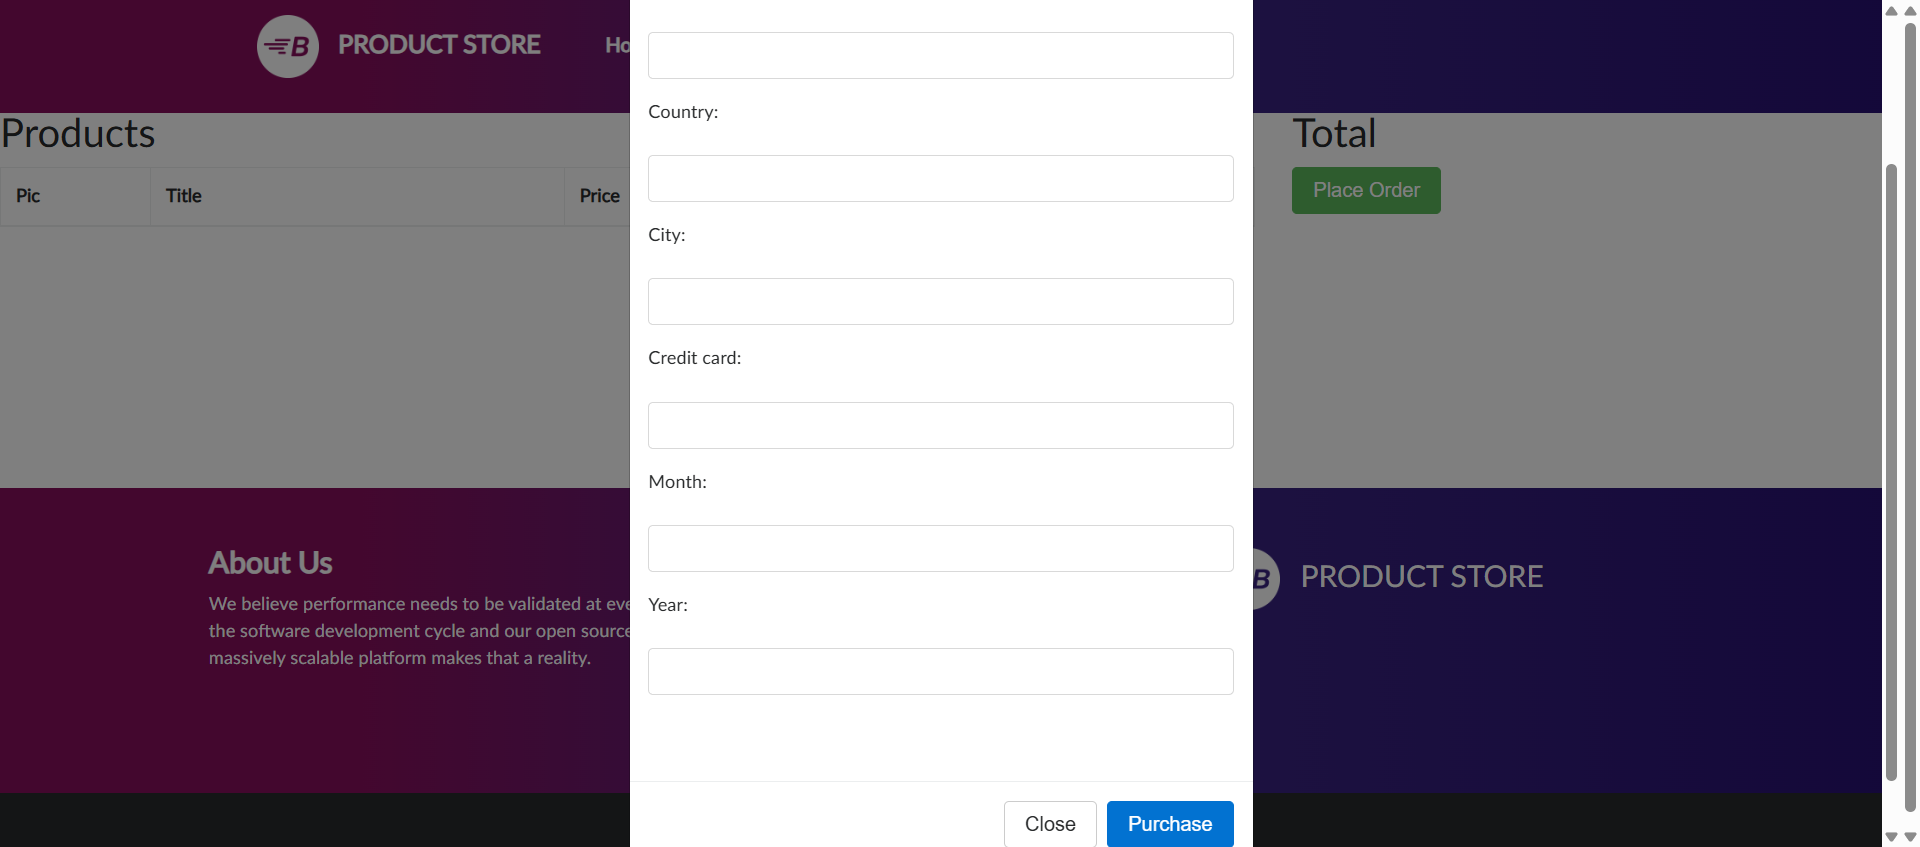 B
PRODUCT STORE
Ho
Products
Total
Pic
Title
Price
Place Order
Country:
City:
Credit card:
Month:
Year:
About Us
We believe performance needs to be validated at eve
the software development cycle and our open source
massively scalable platform makes that a reality.
B
PRODUCT STORE
Close
Purchase